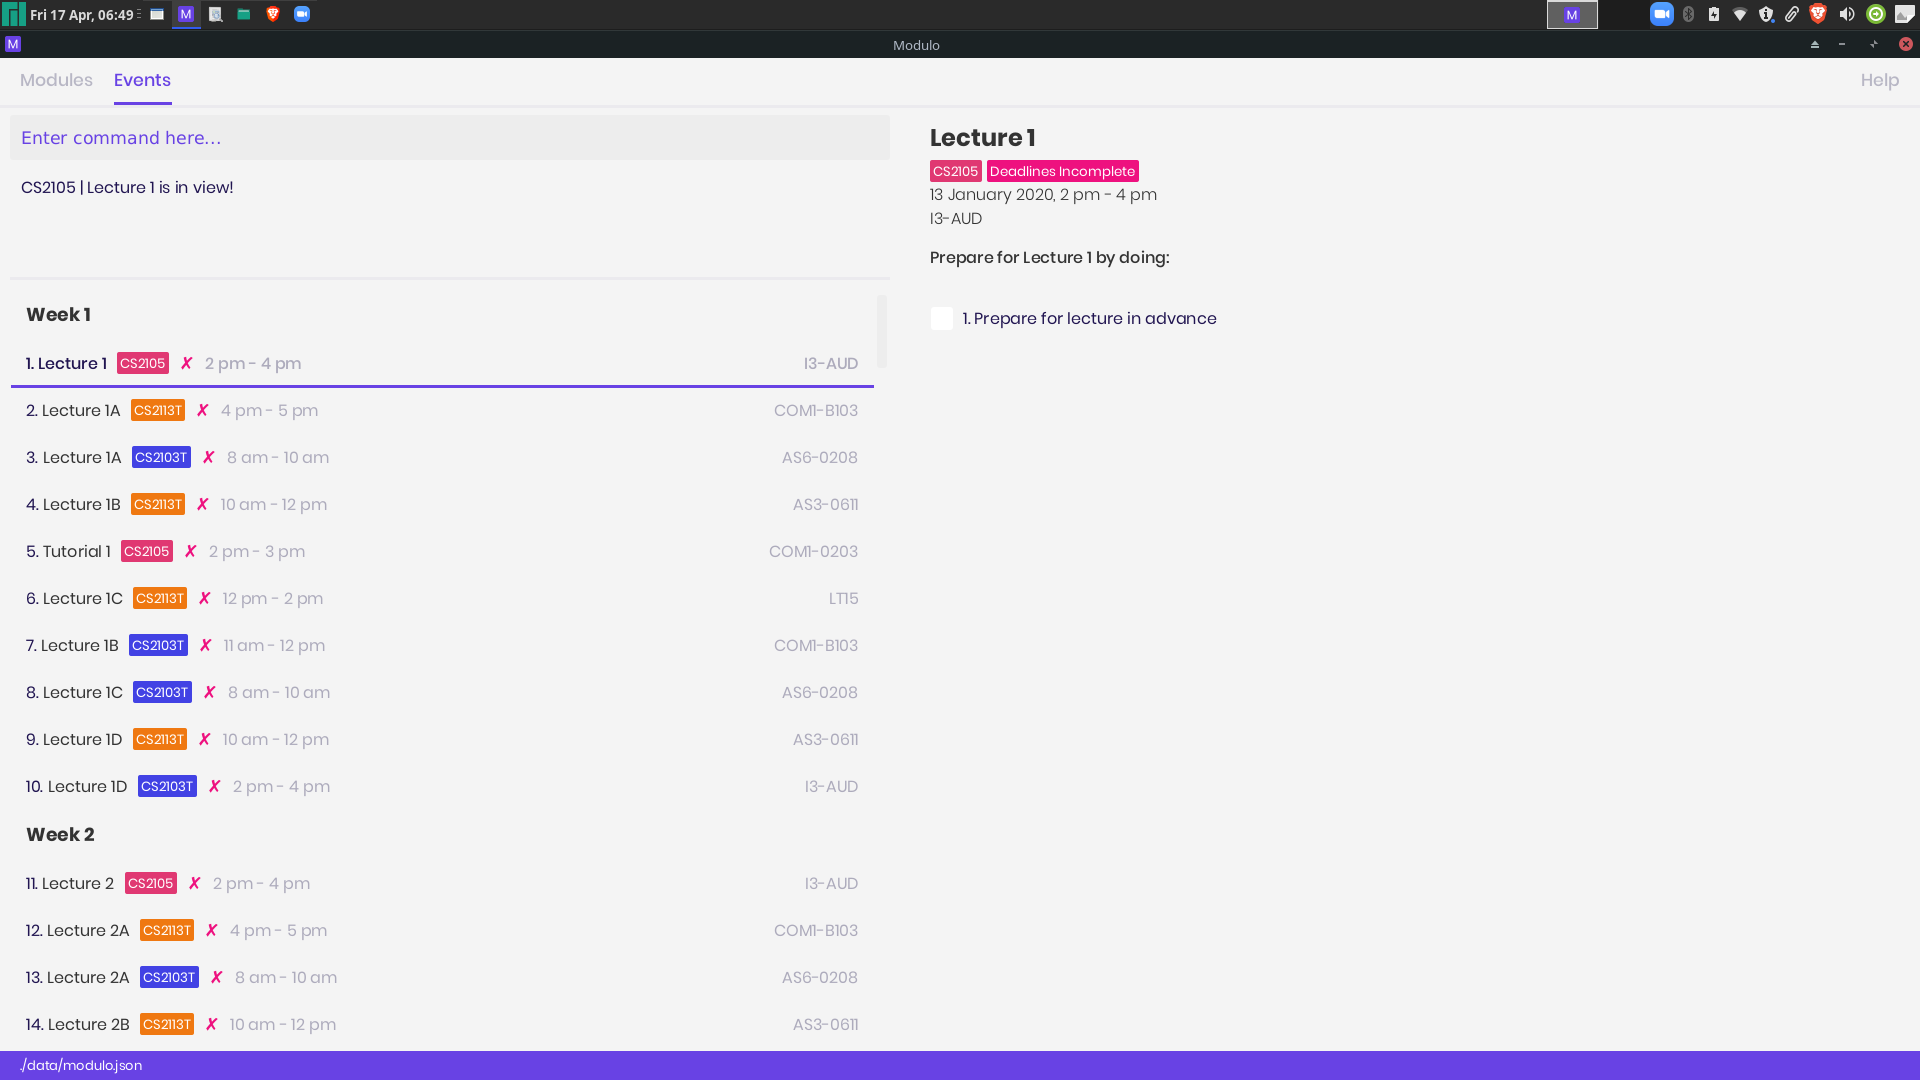 Fri 17 Apr, 06:49 M M
M Modulo
Modules Events Help
Enter command here...
CS2105 | Lecture 1 is in view!
Week 1
1. Lecture 1 CS2105 ✗ 2 pm - 4 pm I3-AUD
2. Lecture 1A CS2113T ✗ 4 pm - 5 pm COM1-B103
3. Lecture 1A CS2103T ✗ 8 am - 10 am AS6-0208
4. Lecture 1B CS2113T ✗ 10 am - 12 pm AS3-0611
5. Tutorial 1 CS2105 ✗ 2 pm - 3 pm COM1-0203
6. Lecture 1C CS2113T ✗ 12 pm - 2 pm LT15
7. Lecture 1B CS2103T ✗ 11 am - 12 pm COM1-B103
8. Lecture 1C CS2103T ✗ 8 am - 10 am AS6-0208
9. Lecture 1D CS2113T ✗ 10 am - 12 pm AS3-0611
10. Lecture 1D CS2103T ✗ 2 pm - 4 pm I3-AUD
Week 2
11. Lecture 2 CS2105 ✗ 2 pm - 4 pm I3-AUD
12. Lecture 2A CS2113T ✗ 4 pm - 5 pm COM1-B103
13. Lecture 2A CS2103T ✗ 8 am - 10 am AS6-0208
14. Lecture 2B CS2113T ✗ 10 am - 12 pm AS3-0611
Lecture 1
CS2105 Deadlines Incomplete
13 January 2020, 2 pm - 4 pm
I3-AUD
Prepare for Lecture 1 by doing:
1. Prepare for lecture in advance
./data/modulo.json